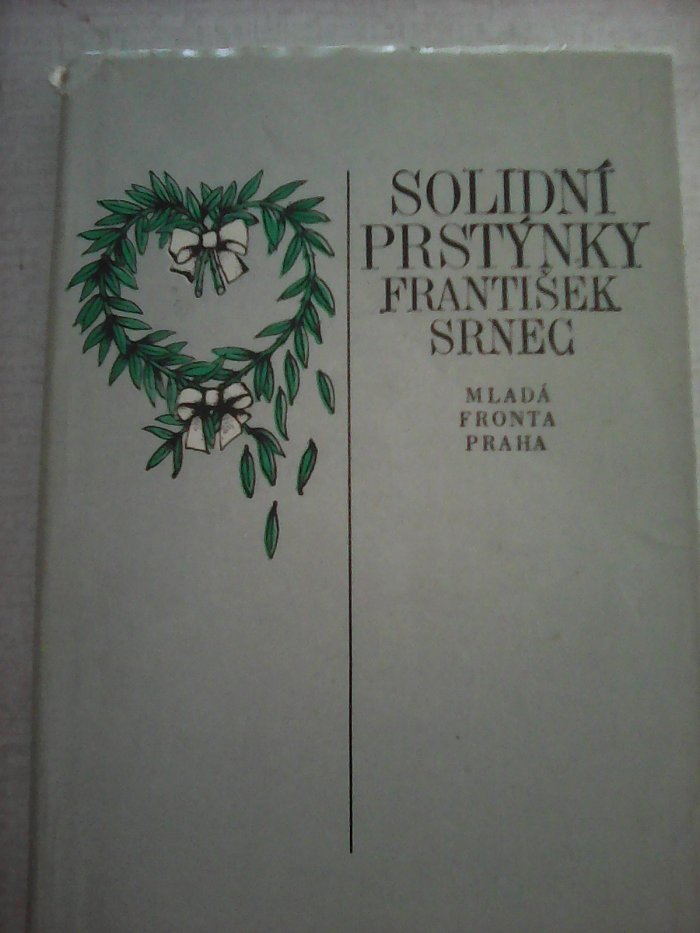 SOLIDNÍ
PRSTÝNKY
FRANTIŠEK
SRNEC
MLADÁ
FRONTA
PRAHA